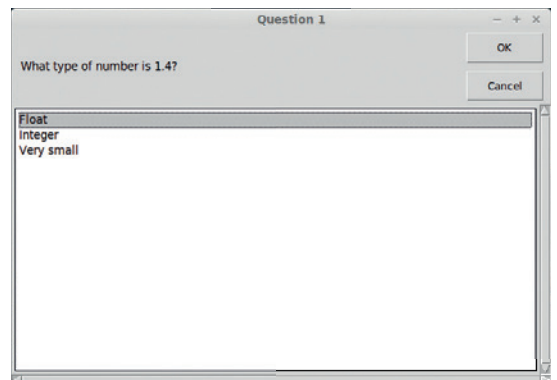 Question 1
OK
What type of number is 1.4?
Cancel
Float
Integer
Very small